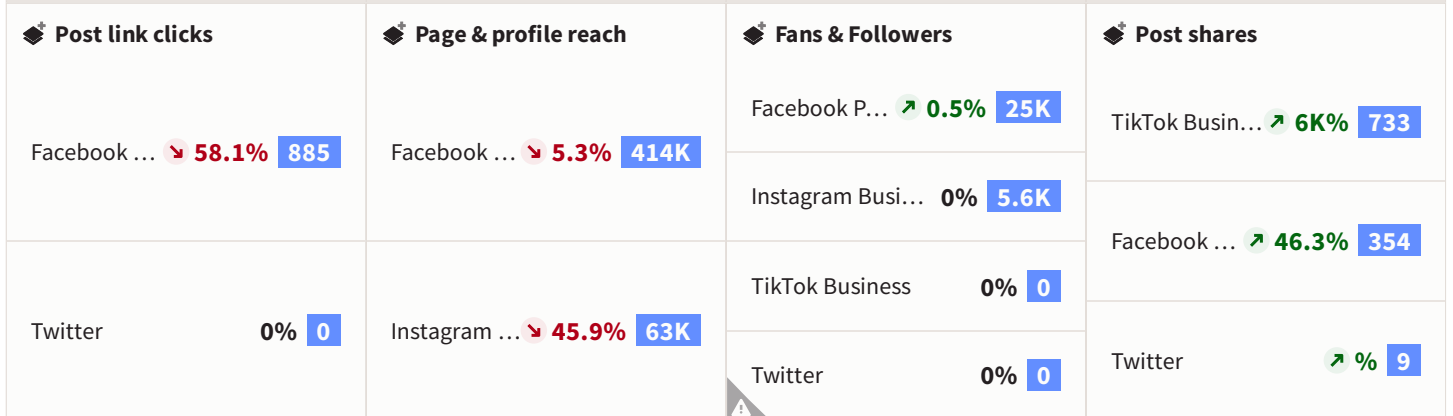 Post link clicks
Facebook ... 58.1% 885
Twitter 0% 0
Page & profile reach
Facebook ... 5.3% 414K
Instagram ... 45.9% 63K
Fans & Followers
Facebook P... 0.5% 25K
Instagram Busi... 0% 5.6K
TikTok Business 0% 0
Twitter 0% 0
Post shares
TikTok Busin... 6K% 733
Facebook ... 46.3% 354
Twitter % 9